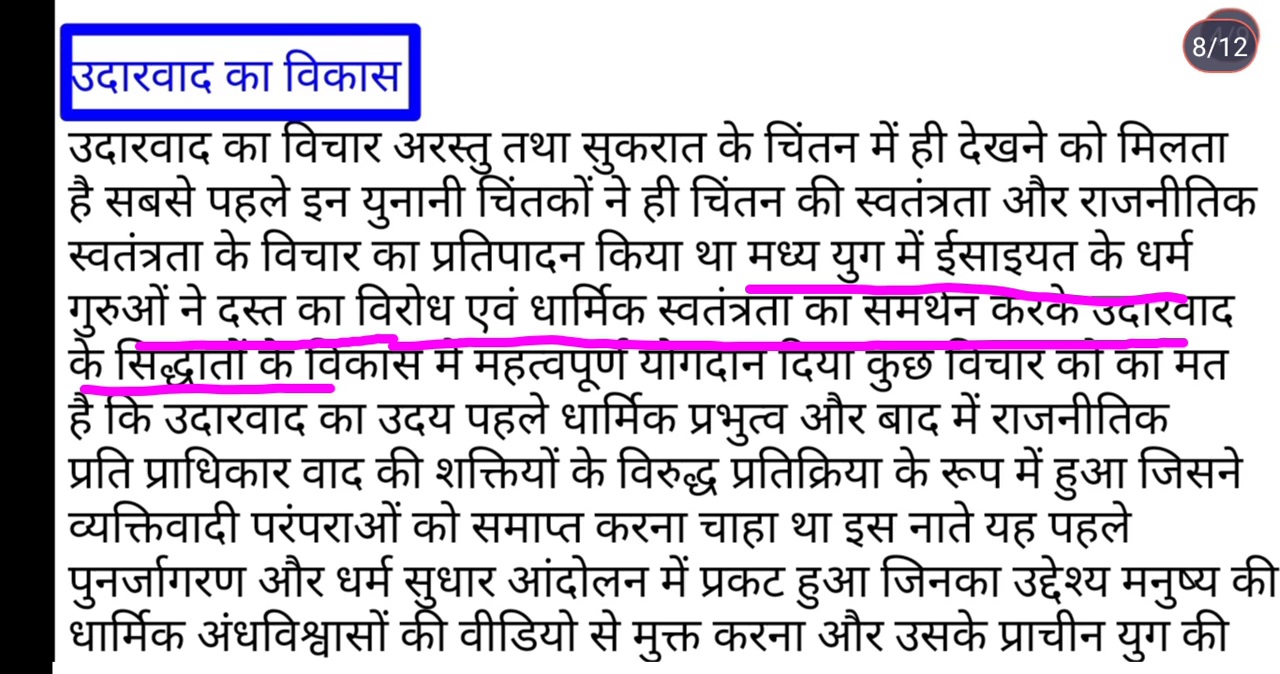 8/12
उदारवाद का विकास
उदारवाद का विचार अरस्तु तथा सुकरात के चिंतन में ही देखने को मिलता
है सबसे पहले इन युनानी चिंतकों ने ही चिंतन की स्वतंत्रता और राजनीतिक
स्वतंत्रता के विचार का प्रतिपादन किया था मध्य युग में ईसाइयत के धर्म
गुरुओं ने दस्त का विरोध एवं धार्मिक स्वतंत्रता का समर्थन करके उदारवाद
के सिद्धातों के विकास में महत्वपूर्ण योगदान दिया कुछ विचार को का मत
है कि उदारवाद का उदय पहले धार्मिक प्रभुत्व और बाद में राजनीतिक
प्रति प्राधिकार वाद की शक्तियों के विरुद्ध प्रतिक्रिया के रूप में हुआ जिसने
व्यक्तिवादी परंपराओं को समाप्त करना चाहा था इस नाते यह पहले
पुनर्जागरण और धर्म सुधार आंदोलन में प्रकट हुआ जिनका उद्देश्य मनुष्य की
धार्मिक अंधविश्वासों की वीडियो से मुक्त करना और उसके प्राचीन युग की